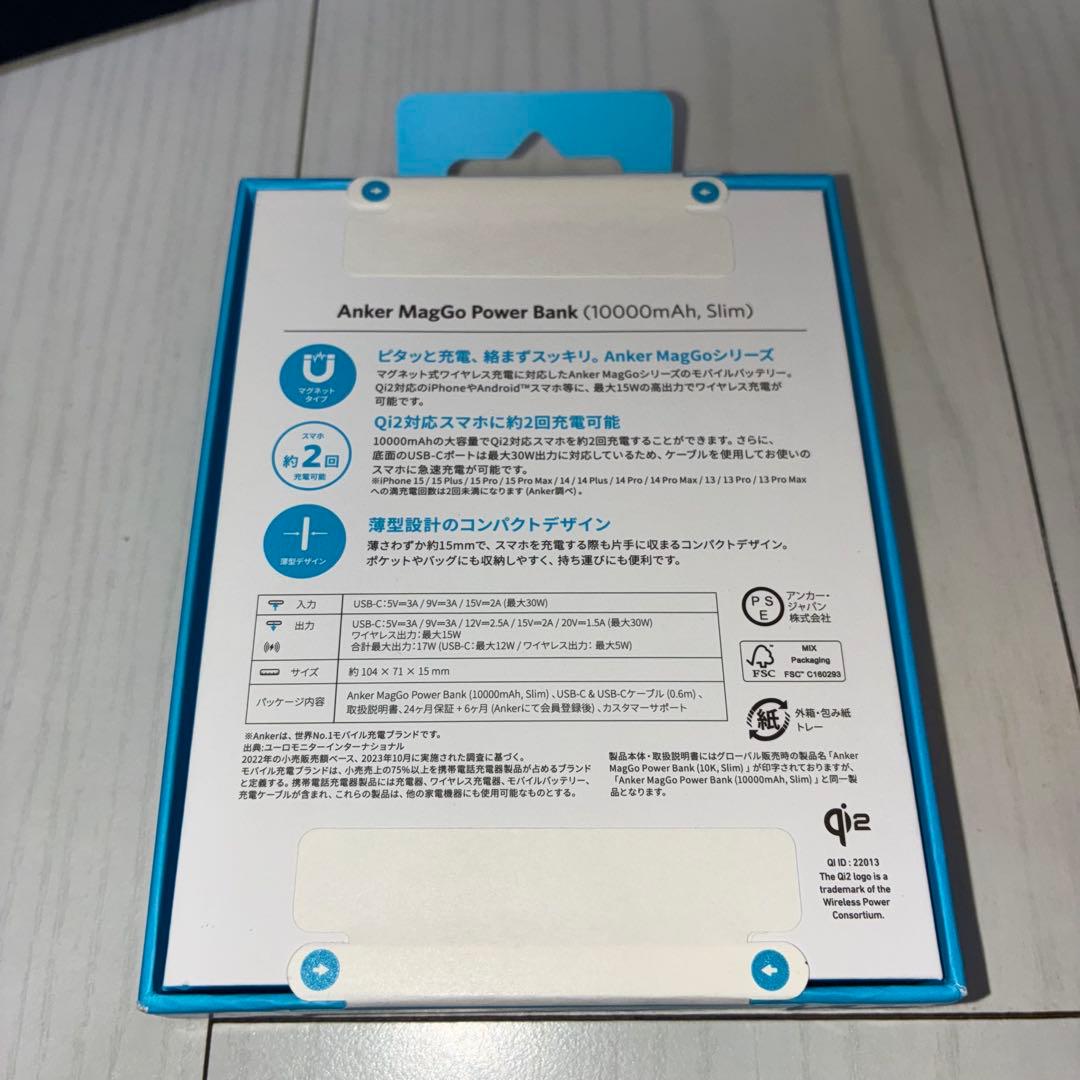 Anker MagGo Power Bank (10000mAh, Slim)
マグネット
タイプ
ピタッと充電、絡まずスッキリ。Anker MagGoシリーズ
マグネット式ワイヤレス充電に対応したAnker MagGoシリーズのモバイルバッテリー。
Qi2対応のiPhoneやAndroid™スマホ等に、最大15Wの高出力でワイヤレス充電が
可能です。
スマホ
約2回
充電可能
Qi2対応スマホに約2回充電可能
10000mAhの大容量でQi2対応スマホを約2回充電することができます。さらに、
底面のUSB-Cポートは最大30W出力に対応しているため、ケーブルを使用してお使いの
スマホに急速充電が可能です。
※iPhone 15 / 15 Plus / 15 Pro / 15 Pro Max / 14 / 14 Plus / 14 Pro / 14 Pro Max / 13 / 13 Pro / 13 Pro Max
への満充電回数は2回未満になります (Anker調べ) 。
薄型デザイン
薄型設計のコンパクトデザイン
薄さわずか約15mmで、スマホを充電する際も片手に収まるコンパクトデザイン。
ポケットやバッグにも収納しやすく、持ち運びにも便利です。
入力 USB-C：5V⎓3A / 9V⎓3A / 15V⎓2A (最大30W)
出力 USB-C：5V⎓3A / 9V⎓3A / 12V⎓2.5A / 15V⎓2A / 20V⎓1.5A (最大30W)
ワイヤレス出力：最大15W
合計最大出力：17W (USB-C：最大12W / ワイヤレス出力：最大5W)
サイズ 約 104 × 71 × 15 mm
パッケージ内容 Anker MagGo Power Bank (10000mAh, Slim) 、USB-C & USB-Cケーブル (0.6m) 、
取扱説明書、24ヶ月保証 + 6ヶ月 (Ankerにて会員登録後) 、カスタマーサポート
PSE
アンカー・
ジャパン
株式会社
FSC
MIX
Packaging
FSC™ C160293
紙
外箱・包み紙
トレー
※Ankerは、世界No.1モバイル充電ブランドです。
出典:ユーロモニターインターナショナル
2022年の小売販売額ベース、2023年10月に実施された調査に基づく。
モバイル充電ブランドは、小売売上の75%以上を携帯電話充電器製品が占めるブランド
と定義する。携帯電話充電器製品には充電器、ワイヤレス充電器、モバイルバッテリー、
充電ケーブルが含まれ、これらの製品は、他の家電機器にも使用可能なものとする。
製品本体・取扱説明書にはグローバル販売時の製品名「Anker
MagGo Power Bank (10K, Slim) 」が印字されておりますが、
「Anker MagGo Power Bank (10000mAh, Slim) 」と同一製
品となります。
qi2
QI ID : 22013
The Qi2 logo is a
trademark of the
Wireless Power
Consortium.